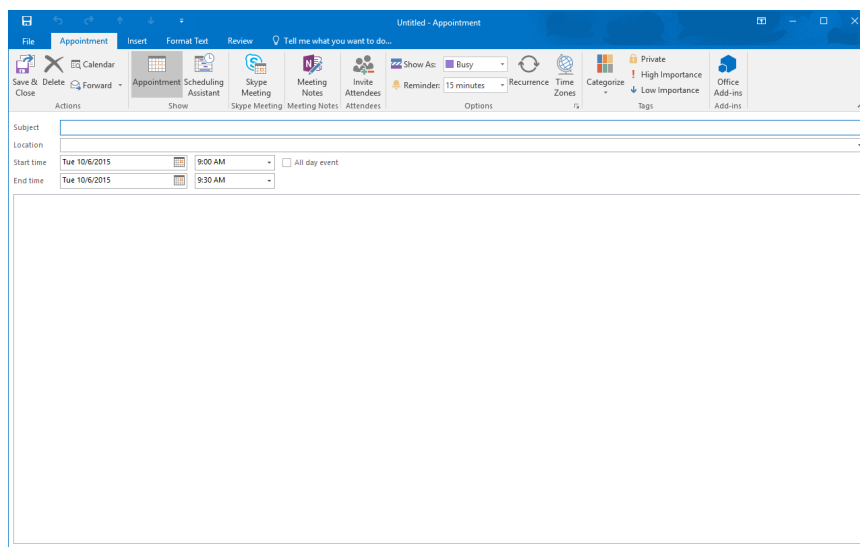 Untitled - Appointment
File Appointment Insert Format Text Review Tell me what you want to do...
Save & Close Delete Calendar Forward Appointment Scheduling Assistant Skype Meeting Meeting Notes Invite Attendees Show As: Busy Reminder: 15 minutes Recurrence Time Zones Categorize Private High Importance Low Importance Office Add-ins
Actions Show Skype Meeting Meeting Notes Attendees Options Tags Add-ins
Subject
Location
Start time Tue 10/6/2015 9:00 AM All day event
End time Tue 10/6/2015 9:30 AM